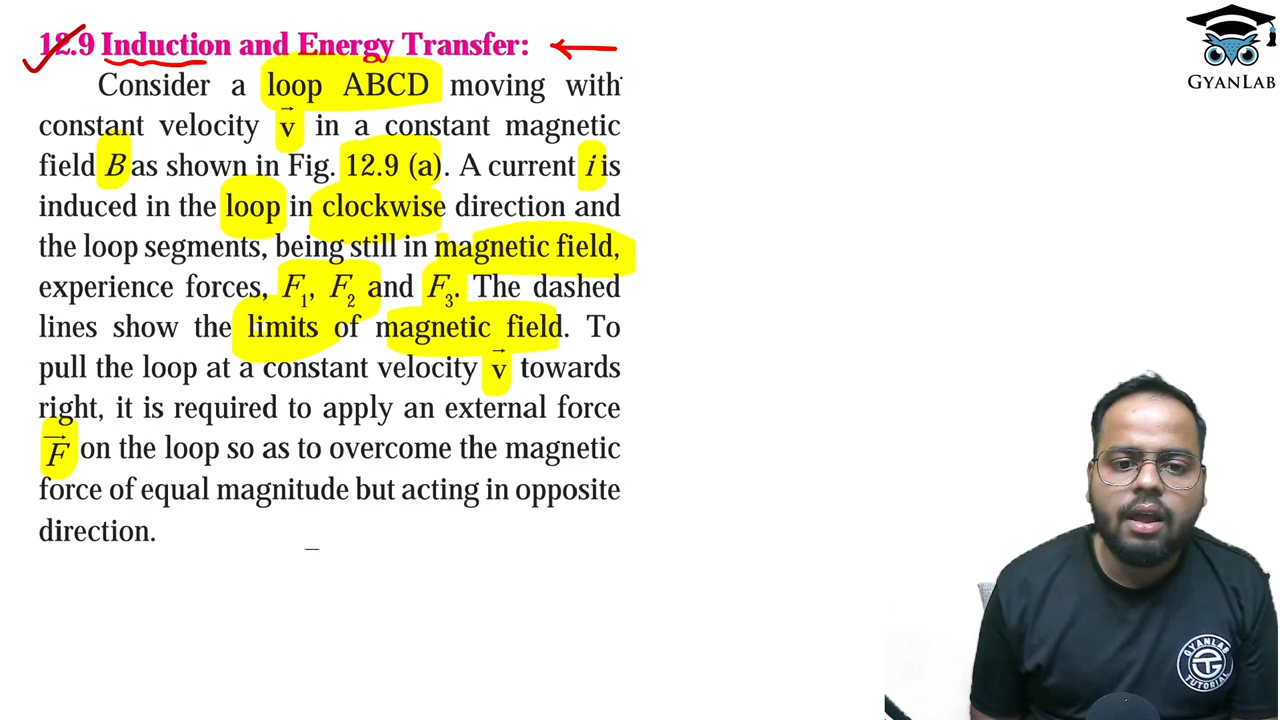 12.9 Induction and Energy Transfer:
Consider a loop ABCD moving with
constant velocity v⃗ in a constant magnetic
field B as shown in Fig. 12.9 (a). A current i is
induced in the loop in clockwise direction and
the loop segments, being still in magnetic field,
experience forces, F₁, F₂ and F₃. The dashed
lines show the limits of magnetic field. To
pull the loop at a constant velocity v⃗ towards
right, it is required to apply an external force
F⃗ on the loop so as to overcome the magnetic
force of equal magnitude but acting in opposite
direction.
GYANLAB
GYANLAB
TUTORIAL